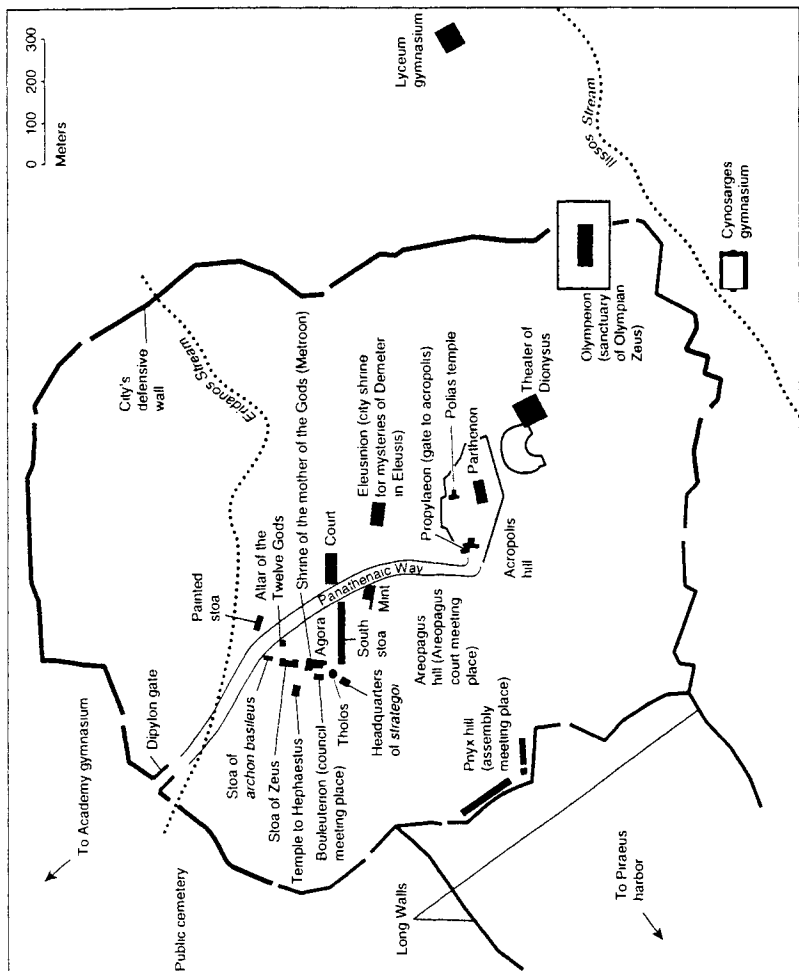 0 100 200 300
Meters
Lyceum
gymnasium
Ilissos Stream
Cynosarges
gymnasium
City's
defensive
wall
Eridanos Stream
Olympeion
(sanctuary
of Olympian
Zeus)
Theater of
Dionysus
Painted
stoa
Altar of the
Twelve Gods
Shrine of the mother of the Gods (Metroon)
Court
Eleusinion (city shrine
for mysteries of Demeter
in Eleusis)
Propylaeon (gate to acropolis)
Polias temple
Parthenon
Acropolis
hill
Panathenaic Way
Mint
Agora
South
stoa
Areopagus
hill (Areopagus
court meeting
place)
Dipylon gate
Stoa of
archon basileus
Stoa of Zeus
Temple to Hephaestus
Bouleuterion (council
meeting place)
Tholos
Headquarters
of strategoi
Pnyx hill
(assembly
meeting place)
To Academy gymnasium
Public cemetery
Long Walls
To Piraeus
harbor